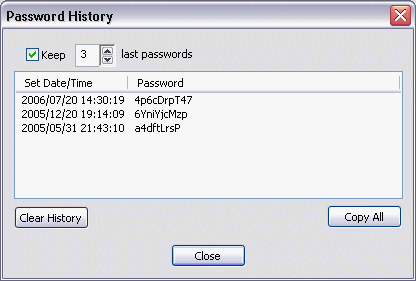 Password History
Keep 3 last passwords
Set Date/Time Password
2006/07/20 14:30:19 4p6cDrpT47
2005/12/20 19:14:09 6YniYjcMzp
2005/05/31 21:43:10 a4dftLrsP
Clear History Copy All
Close